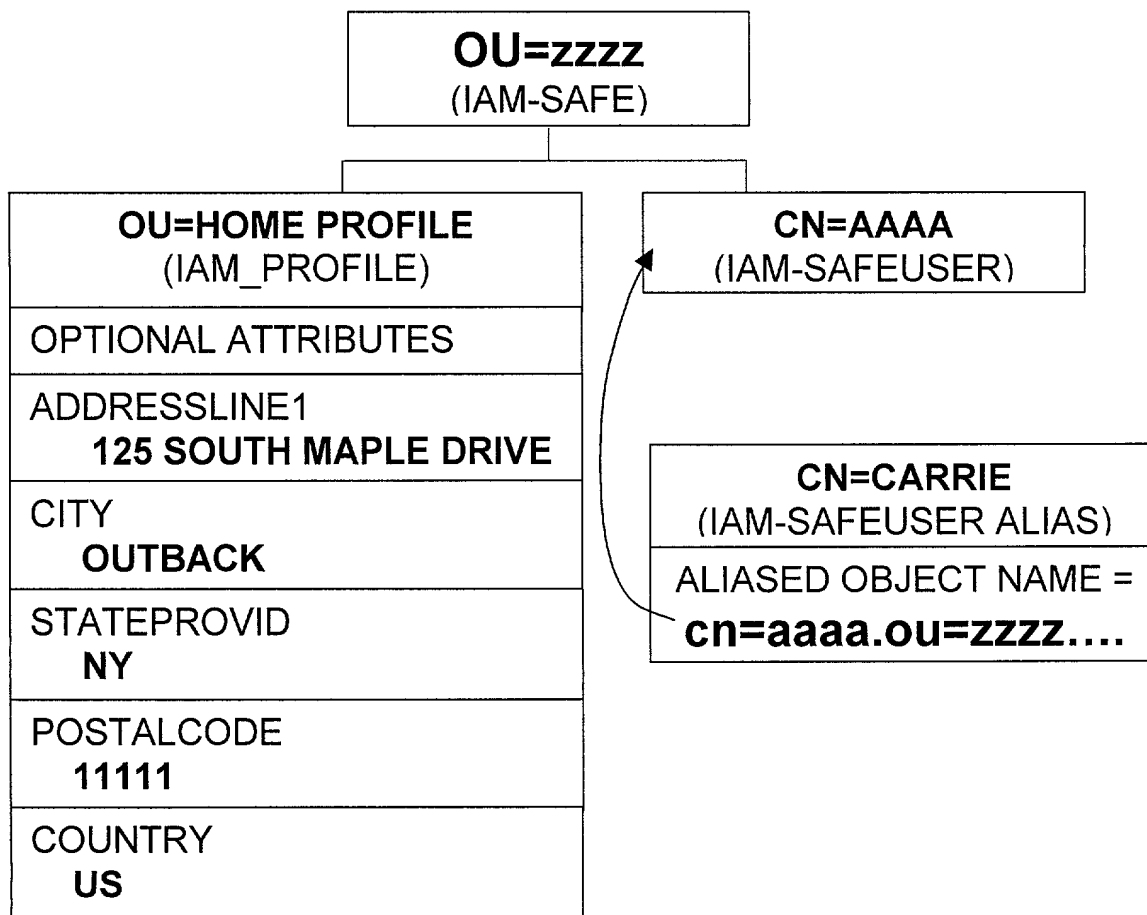 OU=zzzz
(IAM-SAFE)
OU=HOME PROFILE
(IAM_PROFILE)
OPTIONAL ATTRIBUTES
ADDRESSLINE1
125 SOUTH MAPLE DRIVE
CITY
OUTBACK
STATEPROVID
NY
POSTALCODE
11111
COUNTRY
US
CN=AAAA
(IAM-SAFEUSER)
CN=CARRIE
(IAM-SAFEUSER ALIAS)
ALIASED OBJECT NAME =
cn=aaaa.ou=zzzz....